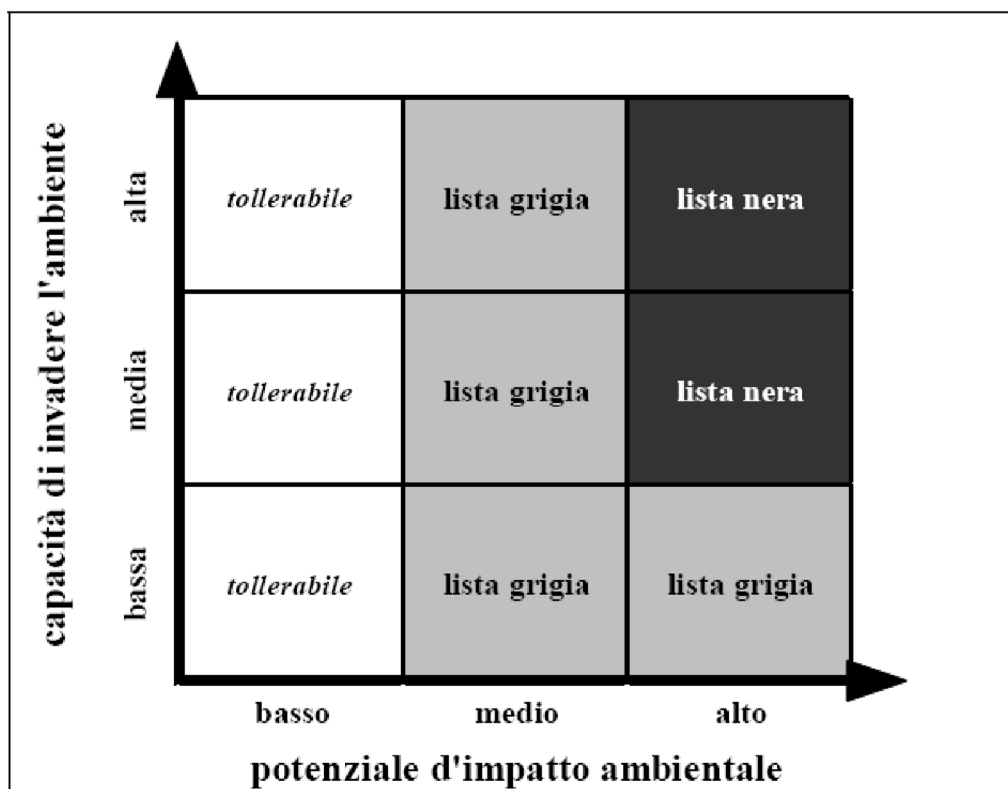 capacità di invadere l'ambiente
alta
tollerabile
lista grigia
lista nera
media
tollerabile
lista grigia
lista nera
bassa
tollerabile
lista grigia
lista grigia
basso
medio
alto
potenziale d'impatto ambientale